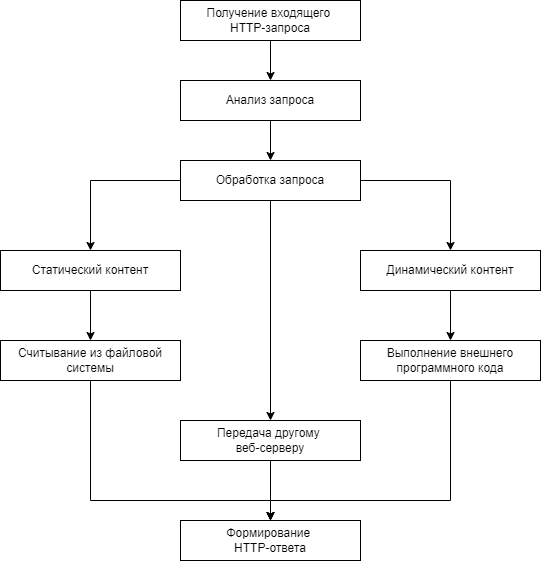 Получение входящего
HTTP-запроса
Анализ запроса
Обработка запроса
Статический контент
Динамический контент
Считывание из файловой
системы
Выполнение внешнего
программного кода
Передача другому
веб-серверу
Формирование
HTTP-ответа